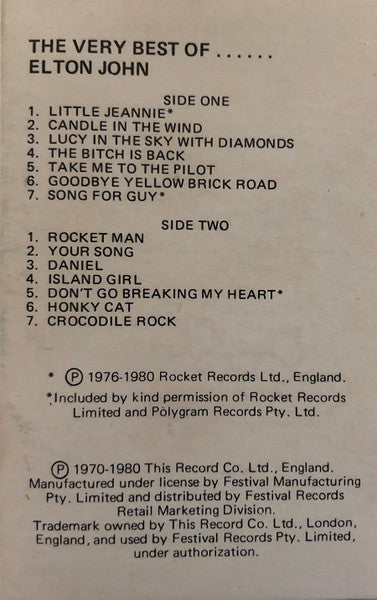 THE VERY BEST OF ......
ELTON JOHN
SIDE ONE
1. LITTLE JEANNIE*
2. CANDLE IN THE WIND
3. LUCY IN THE SKY WITH DIAMONDS
4. THE BITCH IS BACK
5. TAKE ME TO THE PILOT
6. GOODBYE YELLOW BRICK ROAD
7. SONG FOR GUY*
SIDE TWO
1. ROCKET MAN
2. YOUR SONG
3. DANIEL
4. ISLAND GIRL
5. DON'T GO BREAKING MY HEART*
6. HONKY CAT
7. CROCODILE ROCK
* Ⓟ 1976-1980 Rocket Records Ltd., England.
*Included by kind permission of Rocket Records
Limited and Polygram Records Pty. Ltd.
Ⓟ 1970-1980 This Record Co. Ltd., England.
Manufactured under license by Festival Manufacturing
Pty. Limited and distributed by Festival Records
Retail Marketing Division.
Trademark owned by This Record Co. Ltd., London,
England, and used by Festival Records Pty. Limited,
under authorization.